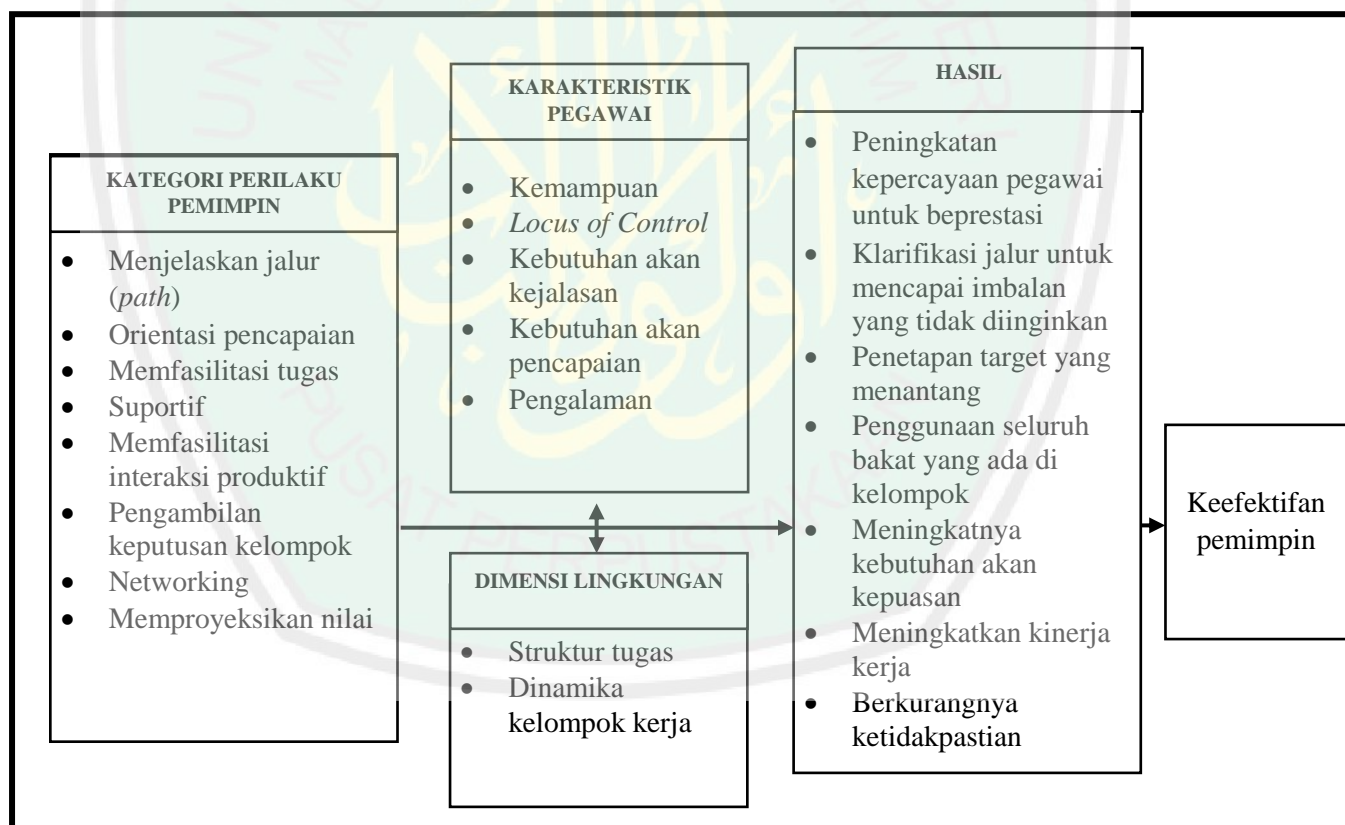 KATEGORI PERILAKU
PEMIMPIN
• Menjelaskan jalur
(path)
• Orientasi pencapaian
• Memfasilitasi tugas
• Suportif
• Memfasilitasi
interaksi produktif
• Pengambilan
keputusan kelompok
• Networking
• Memproyeksikan nilai
KARAKTERISTIK
PEGAWAI
• Kemampuan
• Locus of Control
• Kebutuhan akan
kejalasan
• Kebutuhan akan
pencapaian
• Pengalaman
DIMENSI LINGKUNGAN
• Struktur tugas
• Dinamika
kelompok kerja
HASIL
• Peningkatan
kepercayaan pegawai
untuk beprestasi
• Klarifikasi jalur untuk
mencapai imbalan
yang tidak diinginkan
• Penetapan target yang
menantang
• Penggunaan seluruh
bakat yang ada di
kelompok
• Meningkatnya
kebutuhan akan
kepuasan
• Meningkatkan kinerja
kerja
• Berkurangnya
ketidakpastian
Keefektifan
pemimpin
PUSAT PERPUSTAKAAN